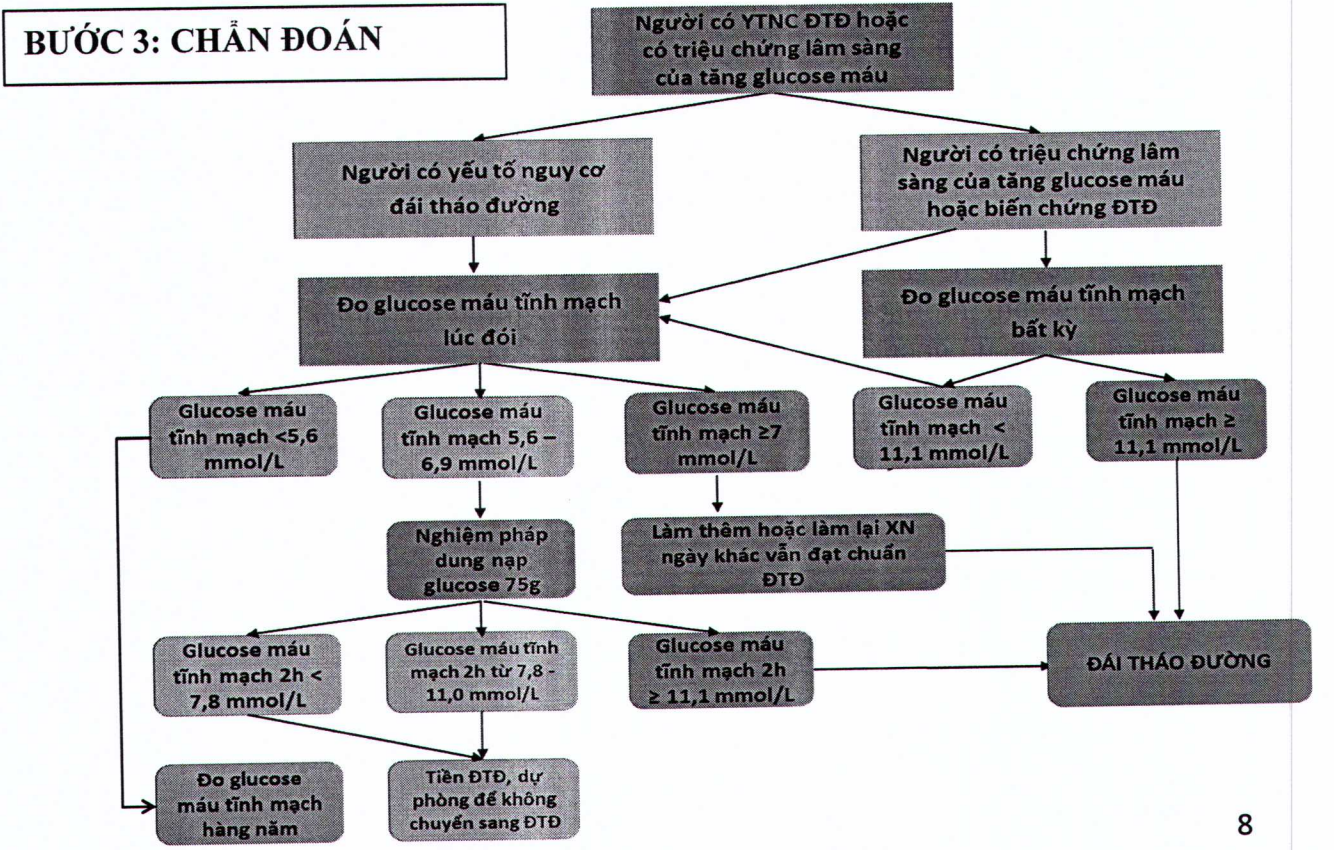 BƯỚC 3: CHẨN ĐOÁN
Người có YTNC ĐTĐ hoặc
có triệu chứng lâm sàng
của tăng glucose máu
Người có yếu tố nguy cơ
đái tháo đường
Người có triệu chứng lâm
sàng của tăng glucose máu
hoặc biến chứng ĐTĐ
Đo glucose máu tĩnh mạch
lúc đói
Đo glucose máu tĩnh mạch
bất kỳ
Glucose máu
tĩnh mạch <5,6
mmol/L
Glucose máu
tĩnh mạch 5,6 –
6,9 mmol/L
Glucose máu
tĩnh mạch ≥7
mmol/L
Glucose máu
tĩnh mạch <
11,1 mmol/L
Glucose máu
tĩnh mạch ≥
11,1 mmol/L
Nghiệm pháp
dung nạp
glucose 75g
Làm thêm hoặc làm lại XN
ngày khác vẫn đạt chuẩn
ĐTĐ
Glucose máu
tĩnh mạch 2h <
7,8 mmol/L
Glucose máu tĩnh
mạch 2h từ 7,8 -
11,0 mmol/L
Glucose máu
tĩnh mạch 2h
≥ 11,1 mmol/L
ĐÁI THÁO ĐƯỜNG
Đo glucose
máu tĩnh mạch
hàng năm
Tiền ĐTĐ, dự
phòng để không
chuyển sang ĐTĐ
8